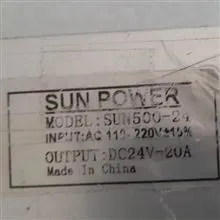 SUN POWER
MODEL:SUN500-24
INPUT:AC 110-220V±15%
OUTPUT:DC24V-20A
Made In China